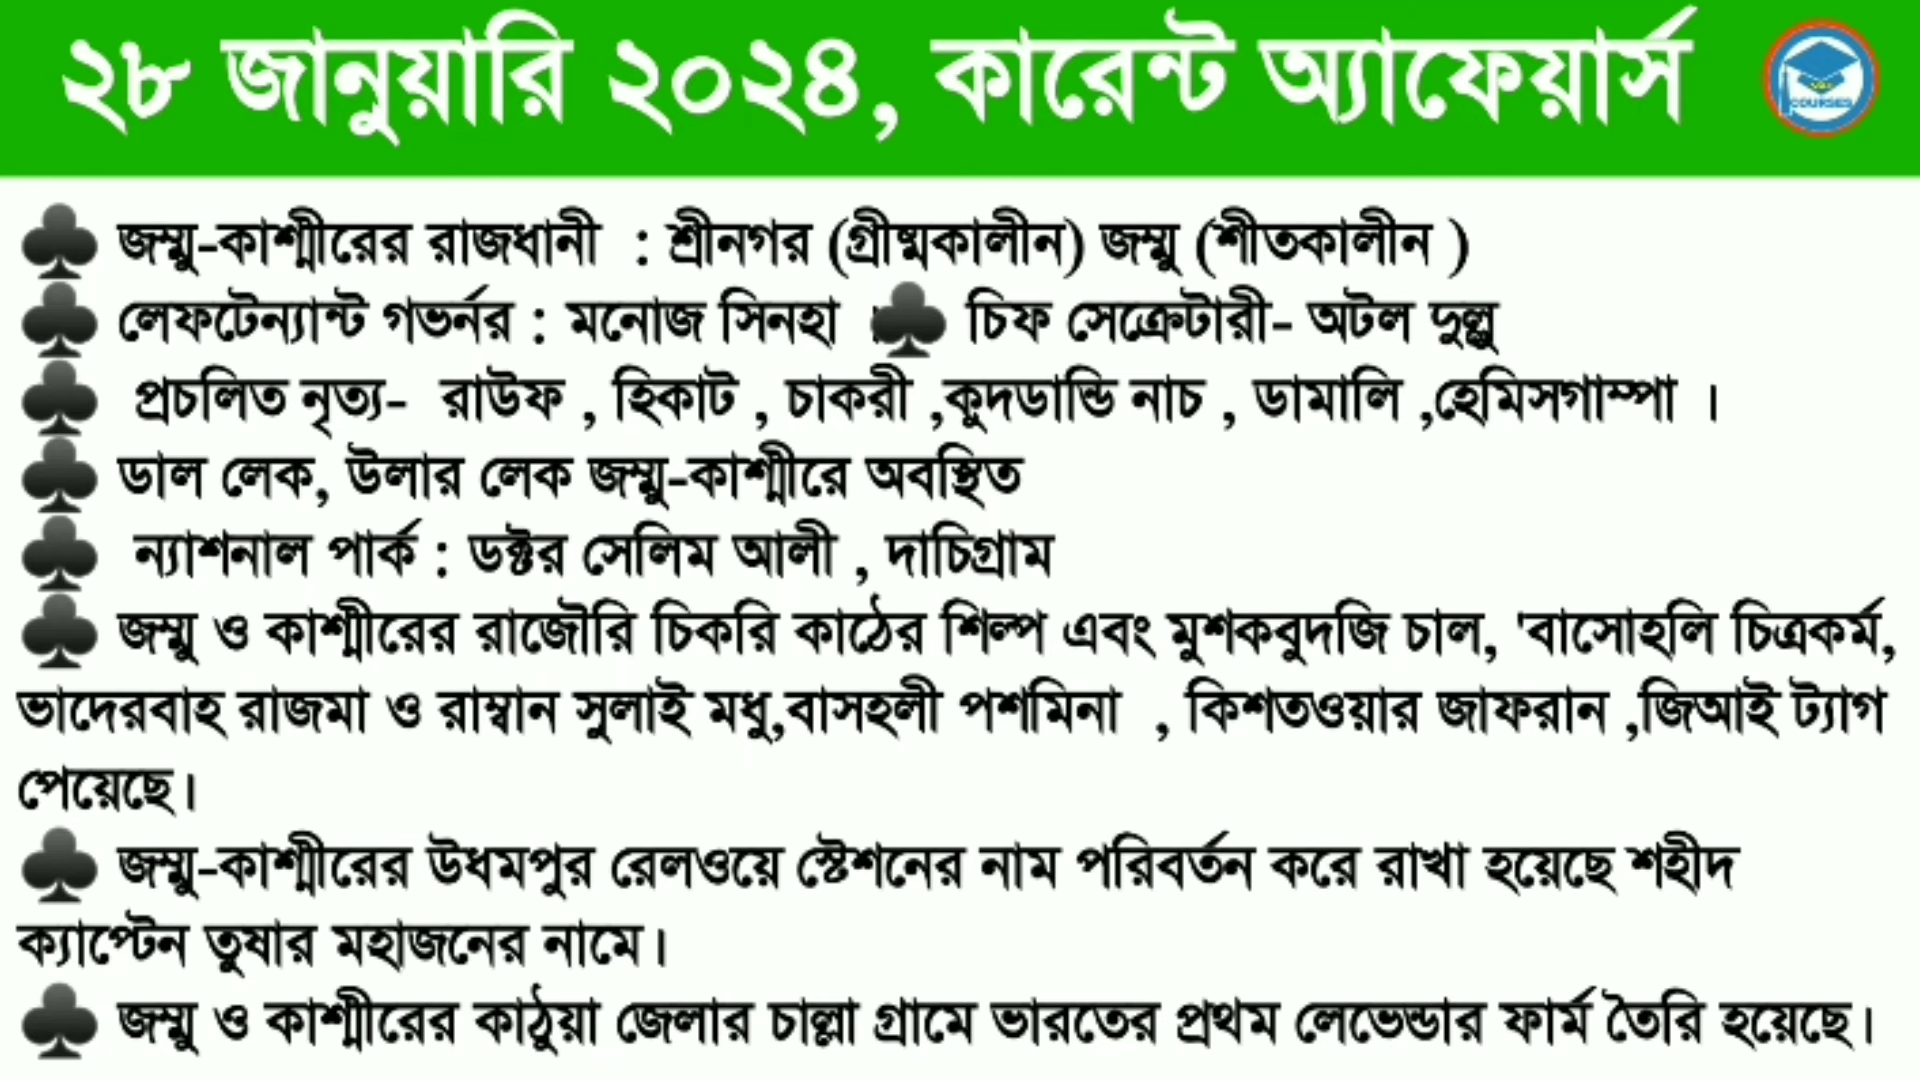 ২৮ জানুয়ারি ২০২৪, কারেন্ট অ্যাফেয়ার্স
COURSES
♣ জম্মু-কাশ্মীরের রাজধানী : শ্রীনগর (গ্রীষ্মকালীন) জম্মু (শীতকালীন )
♣ লেফটেন্যান্ট গভর্নর : মনোজ সিনহা ♣ চিফ সেক্রেটারী- অটল দুল্লু
♣ প্রচলিত নৃত্য- রাউফ , হিকাট , চাকরী ,কুদডান্ডি নাচ , ডামালি ,হেমিসগাম্পা ।
♣ ডাল লেক, উলার লেক জম্মু-কাশ্মীরে অবস্থিত
♣ ন্যাশনাল পার্ক : ডক্টর সেলিম আলী , দাচিগ্রাম
♣ জম্মু ও কাশ্মীরের রাজৌরি চিকরি কাঠের শিল্প এবং মুশকবুদজি চাল, 'বাসোহলি চিত্রকর্ম,
ভাদেরবাহ রাজমা ও রাম্বান সুলাই মধু,বাসহলী পশমিনা , কিশতওয়ার জাফরান ,জিআই ট্যাগ
পেয়েছে।
♣ জম্মু-কাশ্মীরের উধমপুর রেলওয়ে স্টেশনের নাম পরিবর্তন করে রাখা হয়েছে শহীদ
ক্যাপ্টেন তুষার মহাজনের নামে।
♣ জম্মু ও কাশ্মীরের কাঠুয়া জেলার চাল্লা গ্রামে ভারতের প্রথম লেভেন্ডার ফার্ম তৈরি হয়েছে।